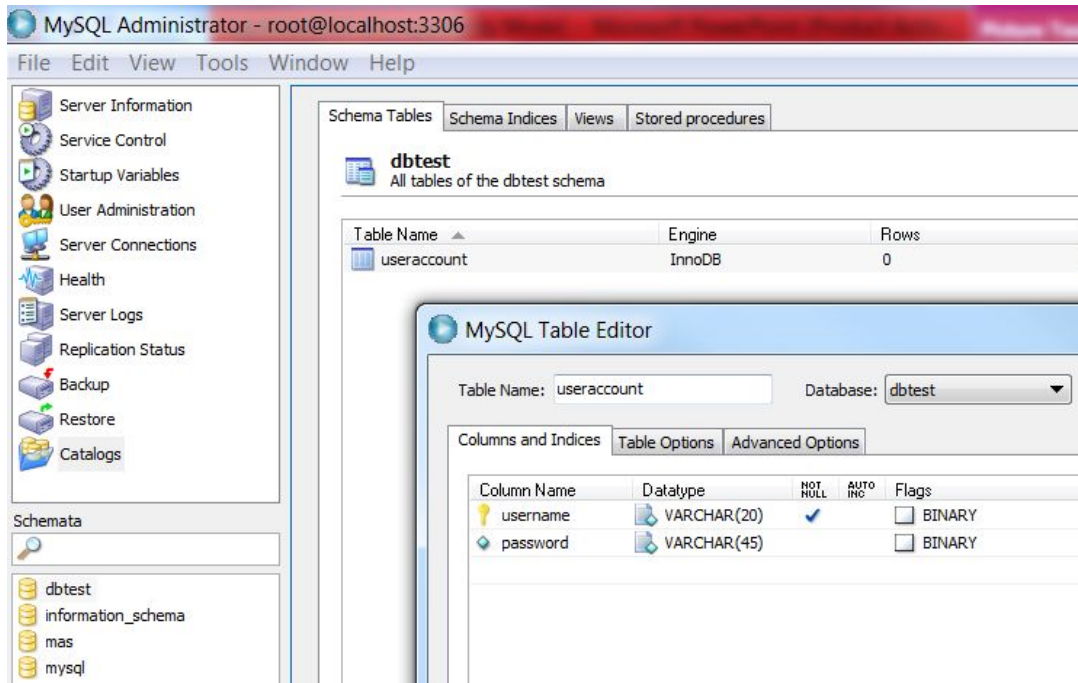 MySQL Administrator - root@localhost:3306
File Edit View Tools Window Help
Server Information
Service Control
Startup Variables
User Administration
Server Connections
Health
Server Logs
Replication Status
Backup
Restore
Catalogs
Schemata
dbtest
information_schema
mas
mysql
Schema Tables Schema Indices Views Stored procedures
dbtest
All tables of the dbtest schema
Table Name Engine Rows
useraccount InnoDB 0
MySQL Table Editor
Table Name: useraccount Database: dbtest
Columns and Indices Table Options Advanced Options
Column Name Datatype NOT NULL AUTO INC Flags
username VARCHAR(20) BINARY
password VARCHAR(45) BINARY